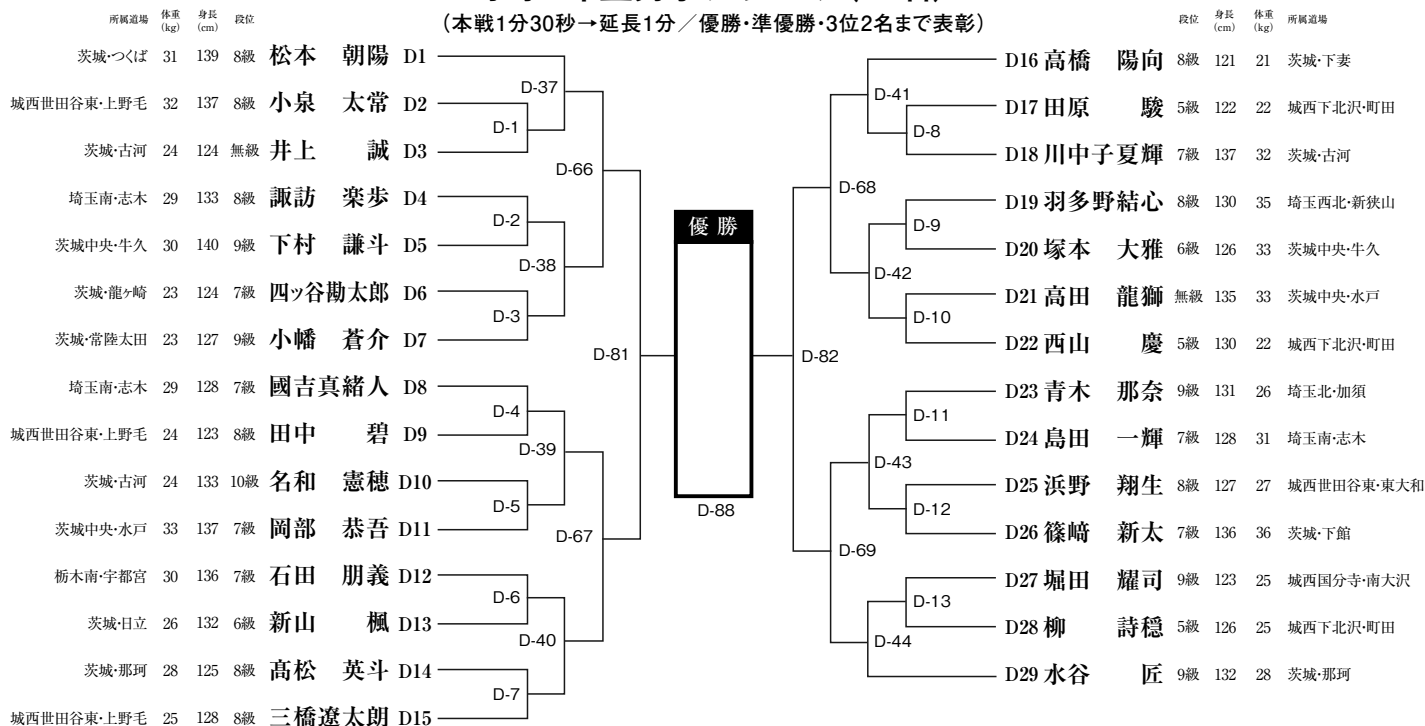 (本戦1分30秒→延長1分／優勝・準優勝・3位2名まで表彰)
所属道場 体重(kg) 身長(cm) 段位
茨城・つくば 31 139 8級 松本 朝陽 D1
城西世田谷東・上野毛 32 137 8級 小泉 太常 D2
茨城・古河 24 124 無級 井上 誠 D3
埼玉南・志木 29 133 8級 諏訪 楽歩 D4
茨城中央・牛久 30 140 9級 下村 謙斗 D5
茨城・龍ヶ崎 23 124 7級 四ッ谷勘太郎 D6
茨城・常陸太田 23 127 9級 小幡 蒼介 D7
埼玉南・志木 29 128 7級 國吉真緒人 D8
城西世田谷東・上野毛 24 123 8級 田中 碧 D9
茨城・古河 24 133 10級 名和 憲穂 D10
茨城中央・水戸 33 137 7級 岡部 恭吾 D11
栃木南・宇都宮 30 136 7級 石田 朋義 D12
茨城・日立 26 132 6級 新山 楓 D13
茨城・那珂 28 125 8級 髙松 英斗 D14
城西世田谷東・上野毛 25 128 8級 三橋遼太朗 D15
D-37
D-1
D-66
D-2
D-38
D-3
D-81
D-4
D-39
D-5
D-67
D-6
D-40
D-7
優勝
D-88
段位 身長(cm) 体重(kg) 所属道場
D16 高橋 陽向 8級 121 21 茨城・下妻
D17 田原 駿 5級 122 22 城西下北沢・町田
D18 川中子夏輝 7級 137 32 茨城・古河
D19 羽多野結心 8級 130 35 埼玉西北・新狭山
D20 塚本 大雅 6級 126 33 茨城中央・牛久
D21 高田 龍獅 無級 135 33 茨城中央・水戸
D22 西山 慶 5級 130 22 城西下北沢・町田
D23 青木 那奈 9級 131 26 埼玉北・加須
D24 島田 一輝 7級 128 31 埼玉南・志木
D25 浜野 翔生 8級 127 27 城西世田谷東・東大和
D26 篠﨑 新太 7級 136 36 茨城・下館
D27 堀田 耀司 9級 123 25 城西国分寺・南大沢
D28 柳 詩穏 5級 126 25 城西下北沢・町田
D29 水谷 匠 9級 132 28 茨城・那珂
D-41
D-8
D-68
D-9
D-42
D-10
D-82
D-11
D-43
D-12
D-69
D-13
D-44